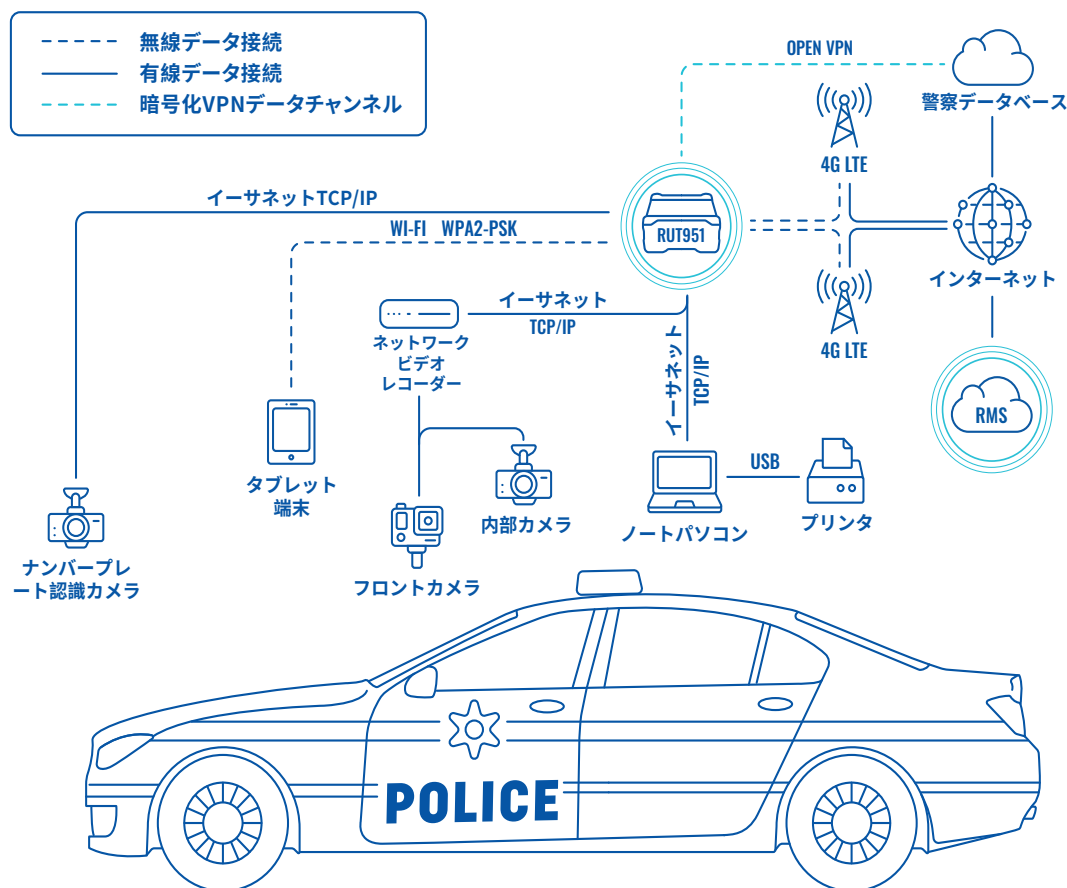 無線データ接続
有線データ接続
暗号化VPNデータチャンネル
OPEN VPN
警察データベース
4G LTE
イーサネットTCP/IP
WI-FI WPA2-PSK
RUT951
インターネット
イーサネット
TCP/IP
ネットワーク
ビデオ
レコーダー
イーサネット
TCP/IP
4G LTE
RMS
タブレット
端末
USB
内部カメラ
ノートパソコン
プリンタ
ナンバープレ
ート認識カメラ
フロントカメラ
POLICE